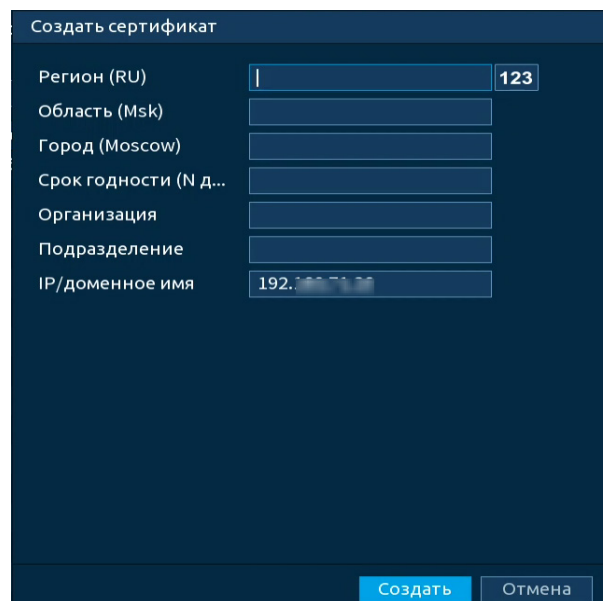 Создать сертификат
Регион (RU) 123
Область (Msk)
Город (Moscow)
Срок годности (N д...
Организация
Подразделение
IP/доменное имя 192.
Создать Отмена